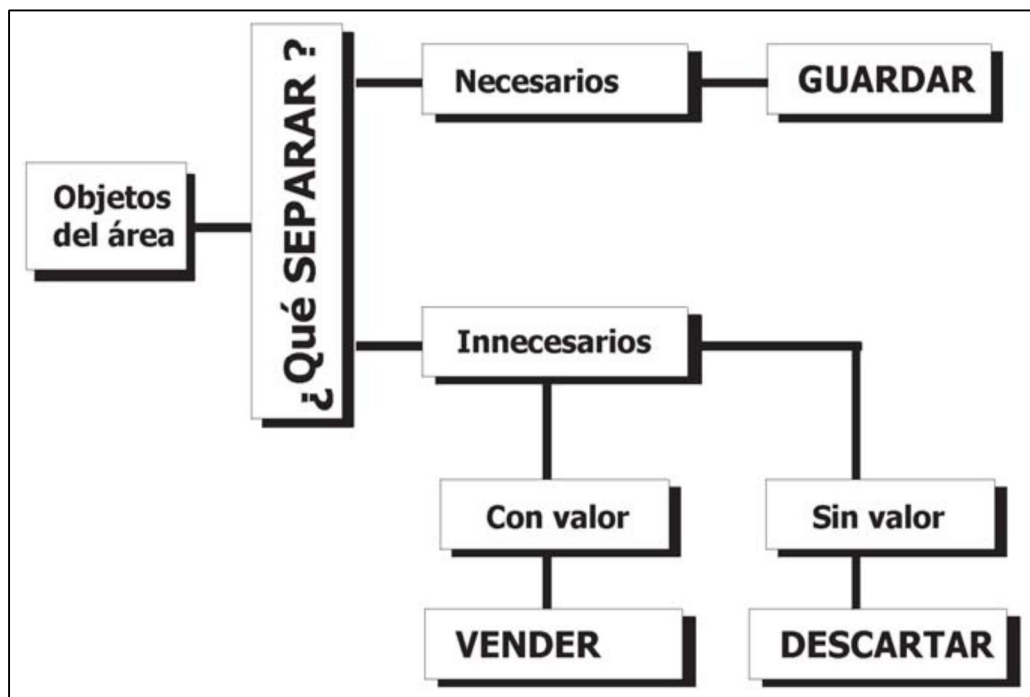 Objetos
del área
¿Qué SEPARAR ?
Necesarios
GUARDAR
Innecesarios
Con valor
Sin valor
VENDER
DESCARTAR